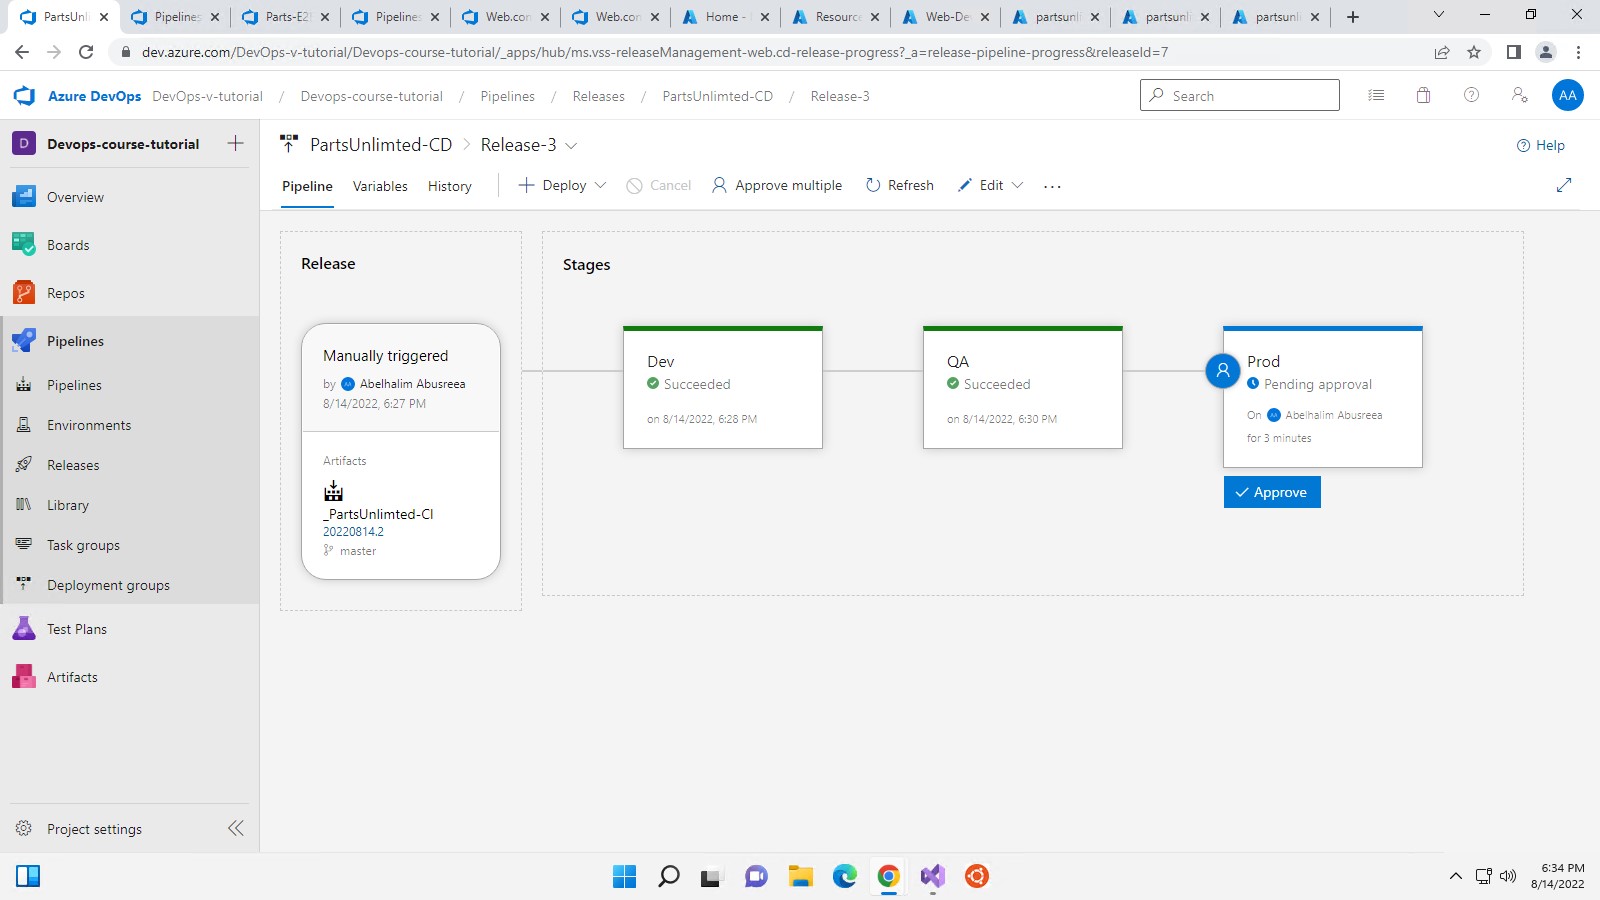 PartsUnli
Pipelines
Parts-E2E
Pipelines
Web.con
Web.con
Home -
Resource
Web-De
partsunli
partsunli
partsunli
dev.azure.com/DevOps-v-tutorial/Devops-course-tutorial/_apps/hub/ms.vss-releaseManagement-web.cd-release-progress?_a=release-pipeline-progress&releaseId=7
Azure DevOps DevOps-v-tutorial / Devops-course-tutorial / Pipelines / Releases / PartsUnlimted-CD / Release-3
Search
AA
D Devops-course-tutorial
Overview
Boards
Repos
Pipelines
Pipelines
Environments
Releases
Library
Task groups
Deployment groups
Test Plans
Artifacts
Project settings
PartsUnlimted-CD > Release-3
Help
Pipeline Variables History Deploy Cancel Approve multiple Refresh Edit ...
Release
Manually triggered
by AA Abelhalim Abusreea
8/14/2022, 6:27 PM
Artifacts
_PartsUnlimted-CI
20220814.2
master
Stages
Dev
Succeeded
on 8/14/2022, 6:28 PM
QA
Succeeded
on 8/14/2022, 6:30 PM
Prod
Pending approval
On AA Abelhalim Abusreea
for 3 minutes
Approve
6:34 PM
8/14/2022